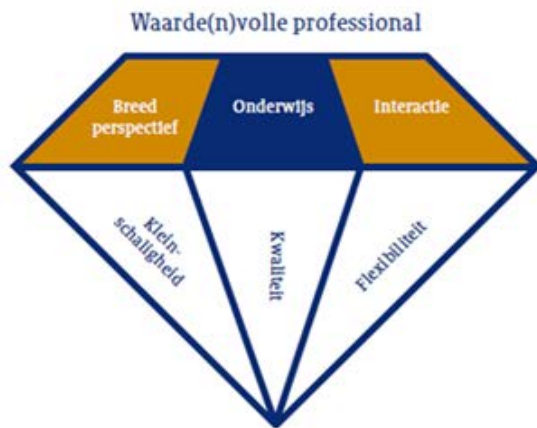 Waarde(n)volle professional
Breed
perspectief
Onderwijs
Interactie
Klein-
schaligheid
Kwaliteit
Flexibiliteit